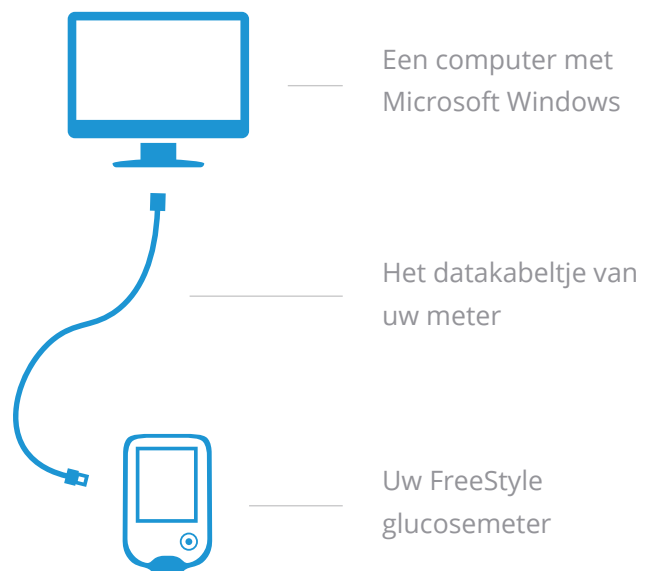 Een computer met
Microsoft Windows
Het datakabeltje van
uw meter
Uw FreeStyle
glucosemeter